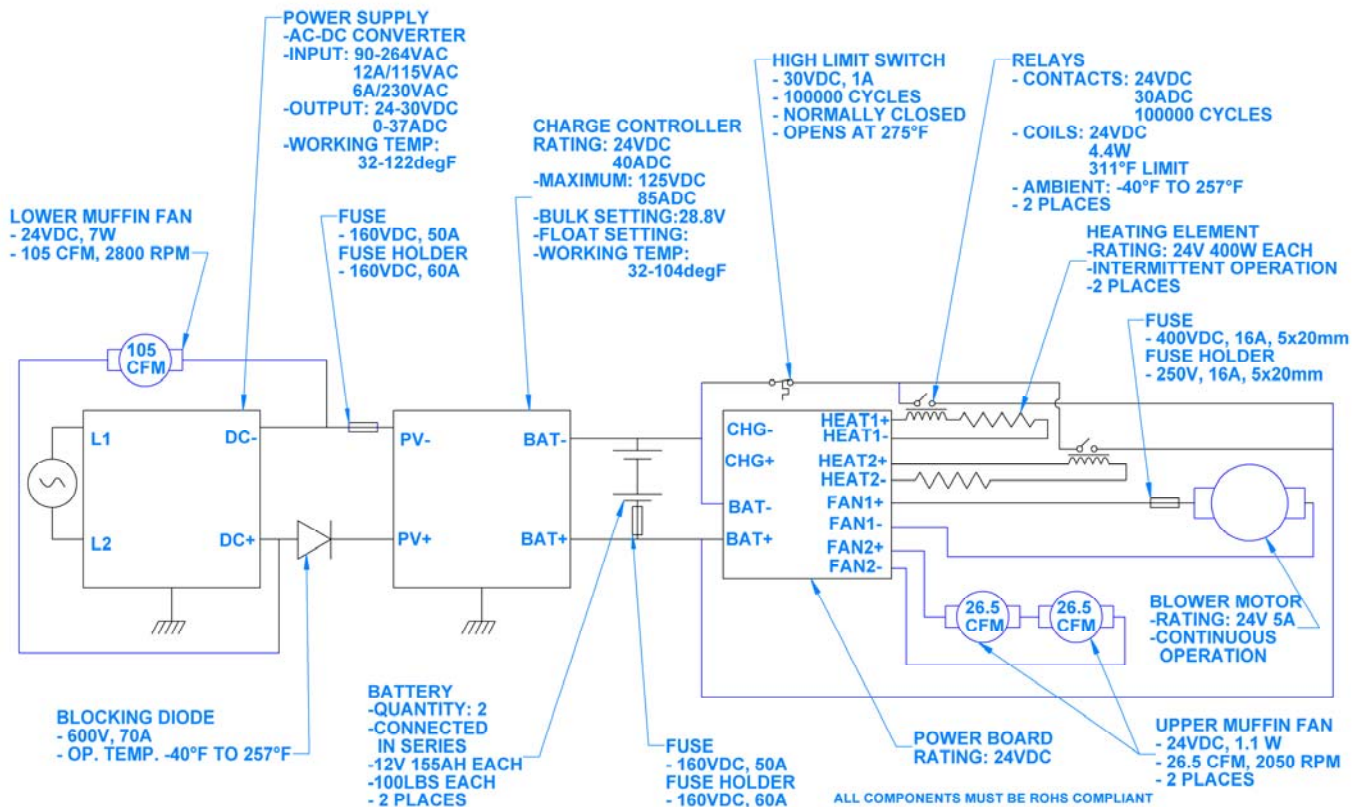 POWER SUPPLY
-AC-DC CONVERTER
-INPUT: 90-264VAC
12A/115VAC
6A/230VAC
-OUTPUT: 24-30VDC
0-37ADC
-WORKING TEMP:
32-122degF
HIGH LIMIT SWITCH
- 30VDC, 1A
- 100000 CYCLES
- NORMALLY CLOSED
- OPENS AT 275°F
RELAYS
- CONTACTS: 24VDC
30ADC
100000 CYCLES
- COILS: 24VDC
4.4W
311°F LIMIT
- AMBIENT: -40°F TO 257°F
- 2 PLACES
CHARGE CONTROLLER
RATING: 24VDC
40ADC
-MAXIMUM: 125VDC
85ADC
-BULK SETTING:28.8V
-FLOAT SETTING:
-WORKING TEMP:
32-104degF
LOWER MUFFIN FAN
- 24VDC, 7W
- 105 CFM, 2800 RPM
FUSE
- 160VDC, 50A
FUSE HOLDER
- 160VDC, 60A
HEATING ELEMENT
-RATING: 24V 400W EACH
-INTERMITTENT OPERATION
-2 PLACES
FUSE
- 400VDC, 16A, 5x20mm
FUSE HOLDER
- 250V, 16A, 5x20mm
105
CFM
L1
L2
DC-
DC+
PV-
PV+
BAT-
BAT+
CHG-
CHG+
BAT-
BAT+
HEAT1+
HEAT1-
HEAT2+
HEAT2-
FAN1+
FAN1-
FAN2+
FAN2-
26.5
CFM
26.5
CFM
BLOWER MOTOR
-RATING: 24V 5A
-CONTINUOUS
OPERATION
BLOCKING DIODE
- 600V, 70A
- OP. TEMP. -40°F TO 257°F
BATTERY
-QUANTITY: 2
-CONNECTED
IN SERIES
-12V 155AH EACH
-100LBS EACH
- 2 PLACES
FUSE
- 160VDC, 50A
FUSE HOLDER
- 160VDC, 60A
POWER BOARD
RATING: 24VDC
UPPER MUFFIN FAN
- 24VDC, 1.1 W
- 26.5 CFM, 2050 RPM
- 2 PLACES
ALL COMPONENTS MUST BE ROHS COMPLIANT